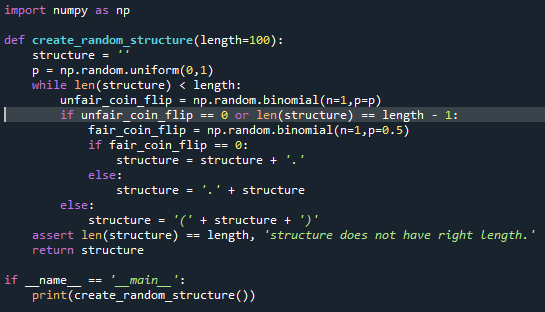 import numpy as np
def create_random_structure(length=100):
    structure = ''
    p = np.random.uniform(0,1)
    while len(structure) < length:
        unfair_coin_flip = np.random.binomial(n=1,p=p)
        if unfair_coin_flip == 0 or len(structure) == length - 1:
            fair_coin_flip = np.random.binomial(n=1,p=0.5)
            if fair_coin_flip == 0:
                structure = structure + '.'
            else:
                structure = '.' + structure
        else:
            structure = '(' + structure + ')'
    assert len(structure) == length, 'structure does not have right length.'
    return structure
if __name__ == '__main__':
    print(create_random_structure())